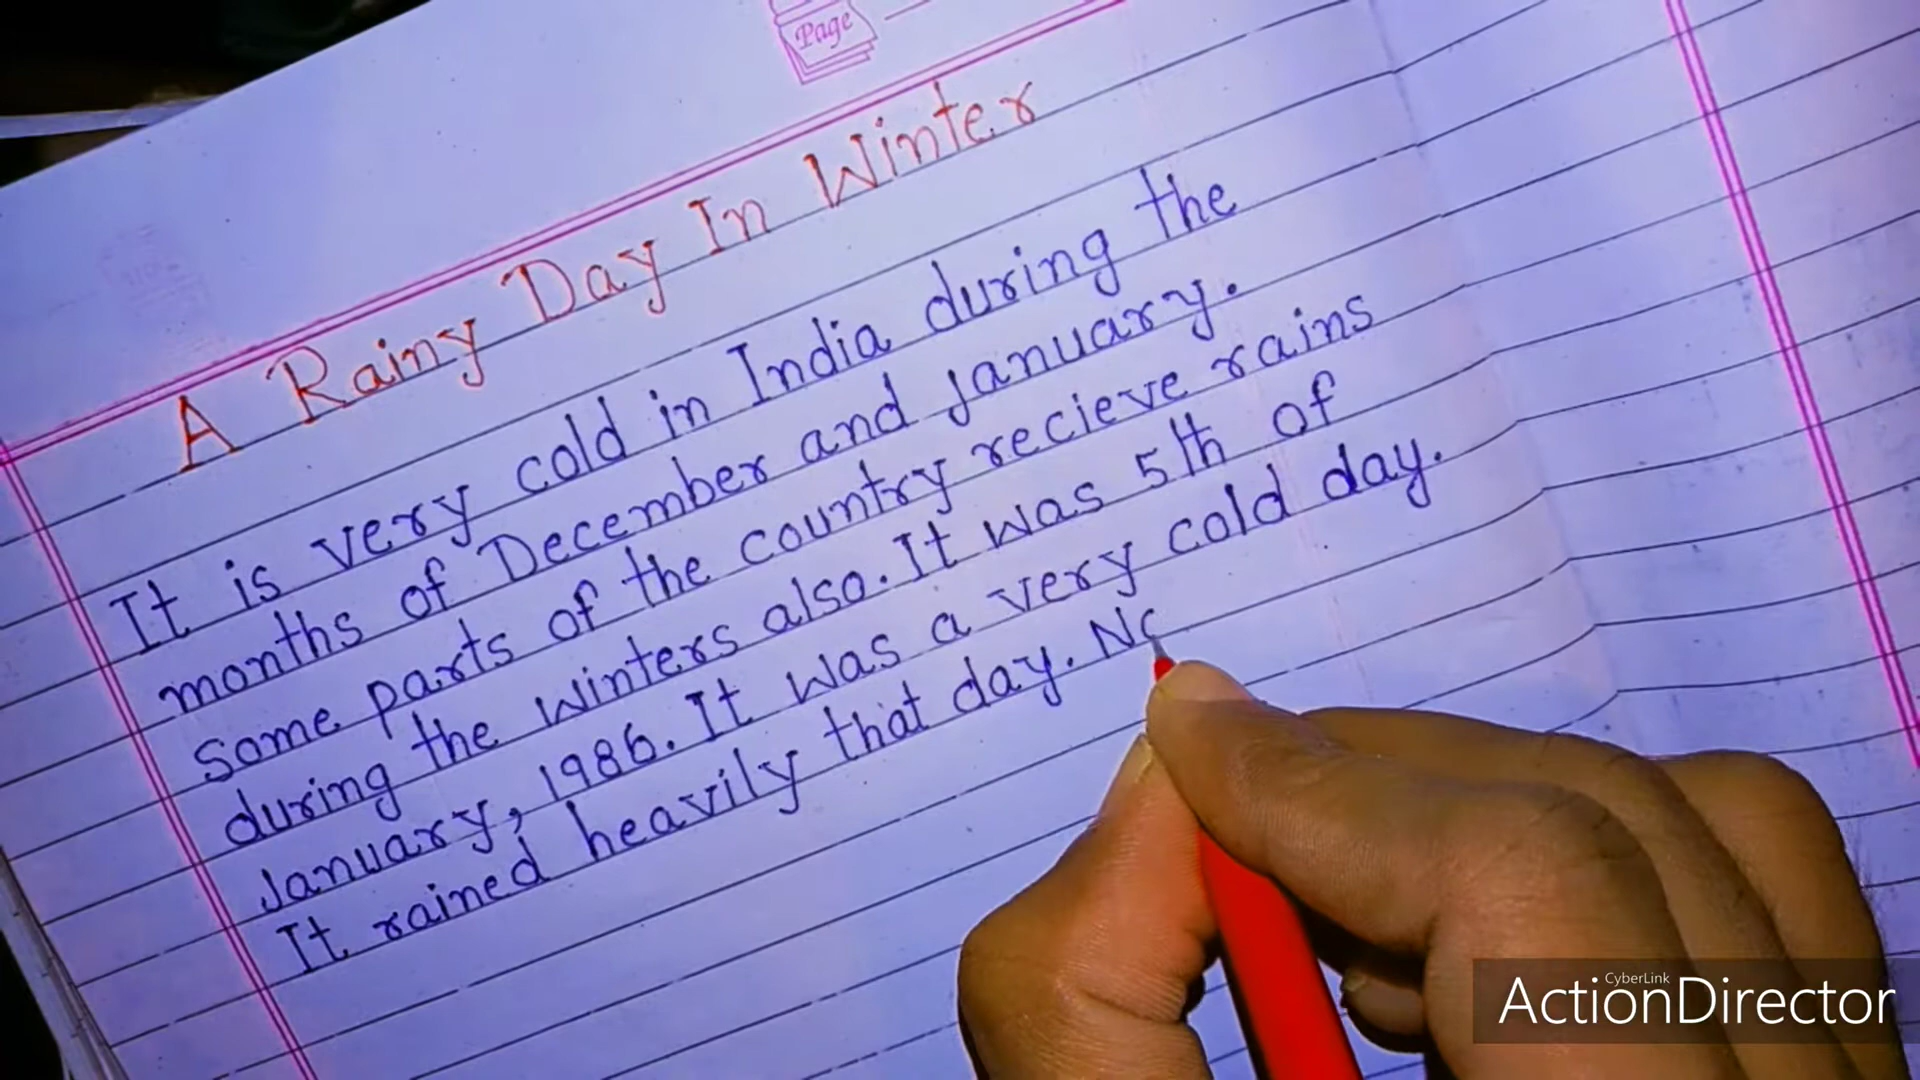 Page
A Rainy Day In Winter
It is very cold in India during the
months of December and January.
Some parts of the country recieve rains
during the Winters also. It was 5th of
January, 1986. It was a very cold day.
It rained heavily that day.
CyberLink
ActionDirector